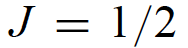 J = 1/2